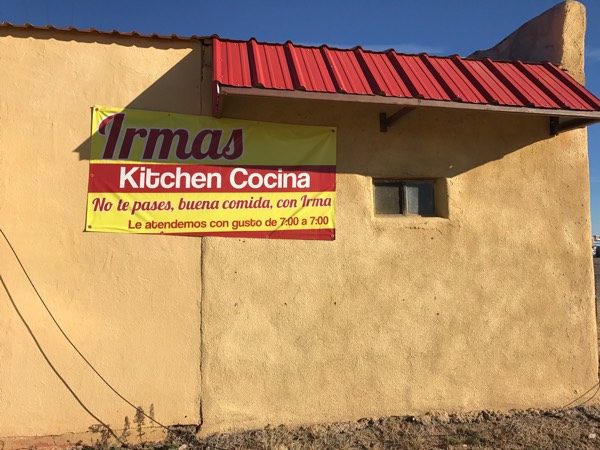 Irmas
Kitchen Cocina
No te pases, buena comida, con Irma
Le atendemos con gusto de 7:00 a 7:00